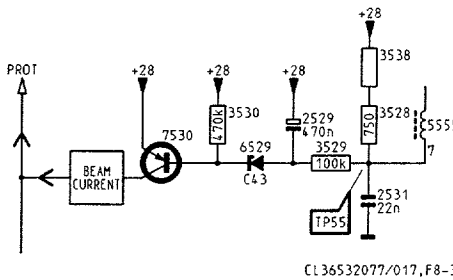 +28
PROT
+28
+28
+28
3538
3530
2529
470n
3528
750
470k
555
7530
6529
3529
100k
7
C43
BEAM
CURRENT
TP55
2531
22n
CL36532077/017,F8-